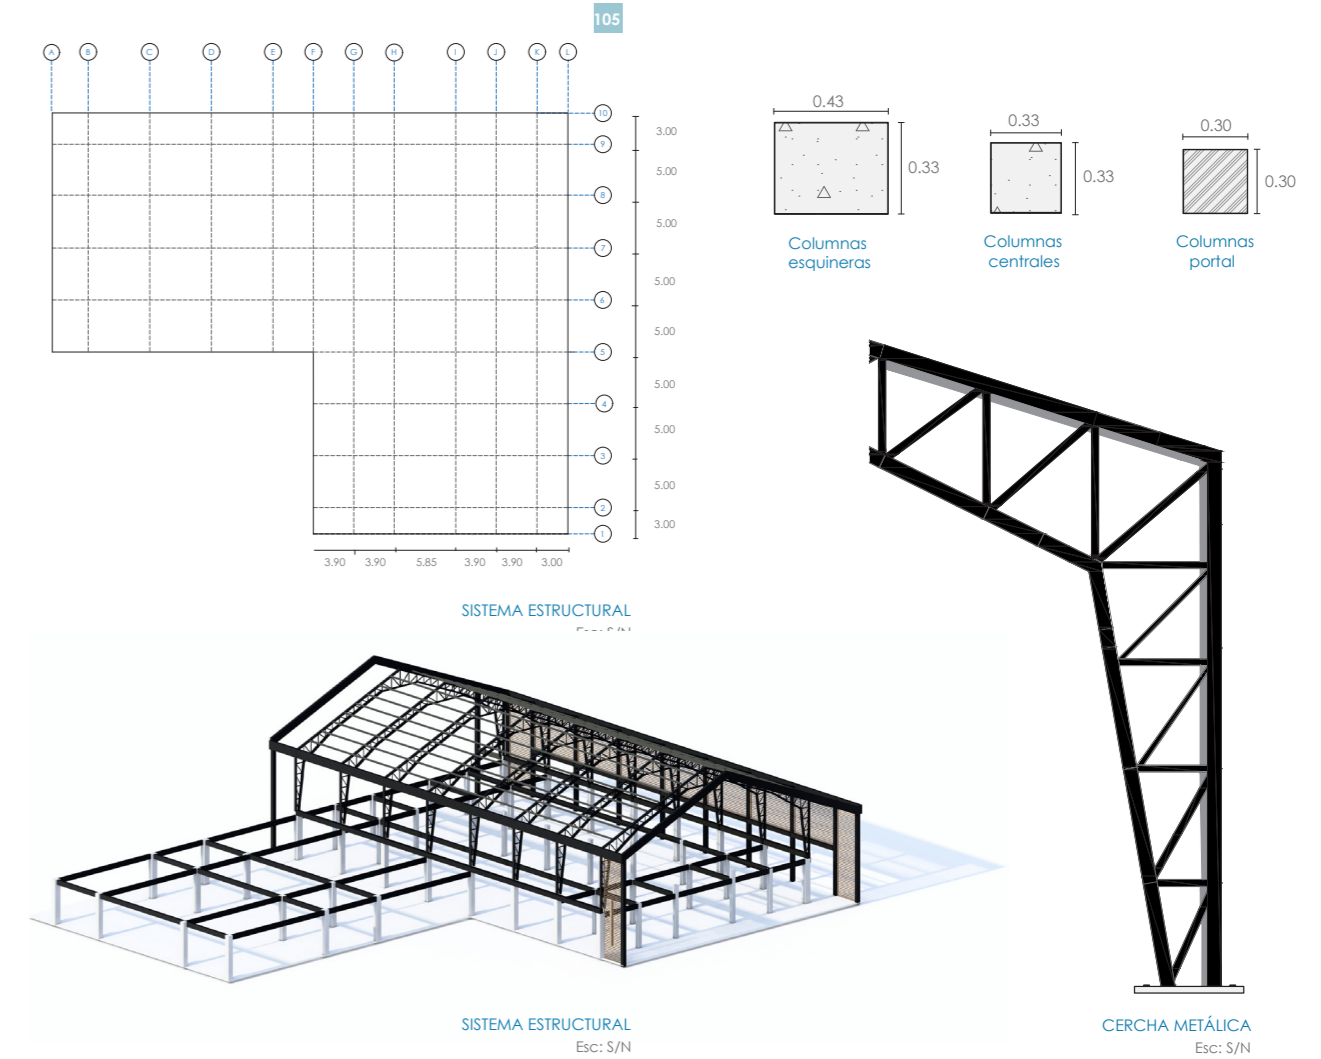 105
A B C D E F G H I J K L
10
9
8
7
6
5
4
3
2
1
3.00
5.00
5.00
5.00
5.00
5.00
5.00
5.00
3.00
3.90 3.90 5.85 3.90 3.90 3.00
SISTEMA ESTRUCTURAL
Esc: S/N
0.43
0.33
Columnas
esquineras
0.33
0.33
Columnas
centrales
0.30
0.30
Columnas
portal
SISTEMA ESTRUCTURAL
Esc: S/N
CERCHA METÁLICA
Esc: S/N